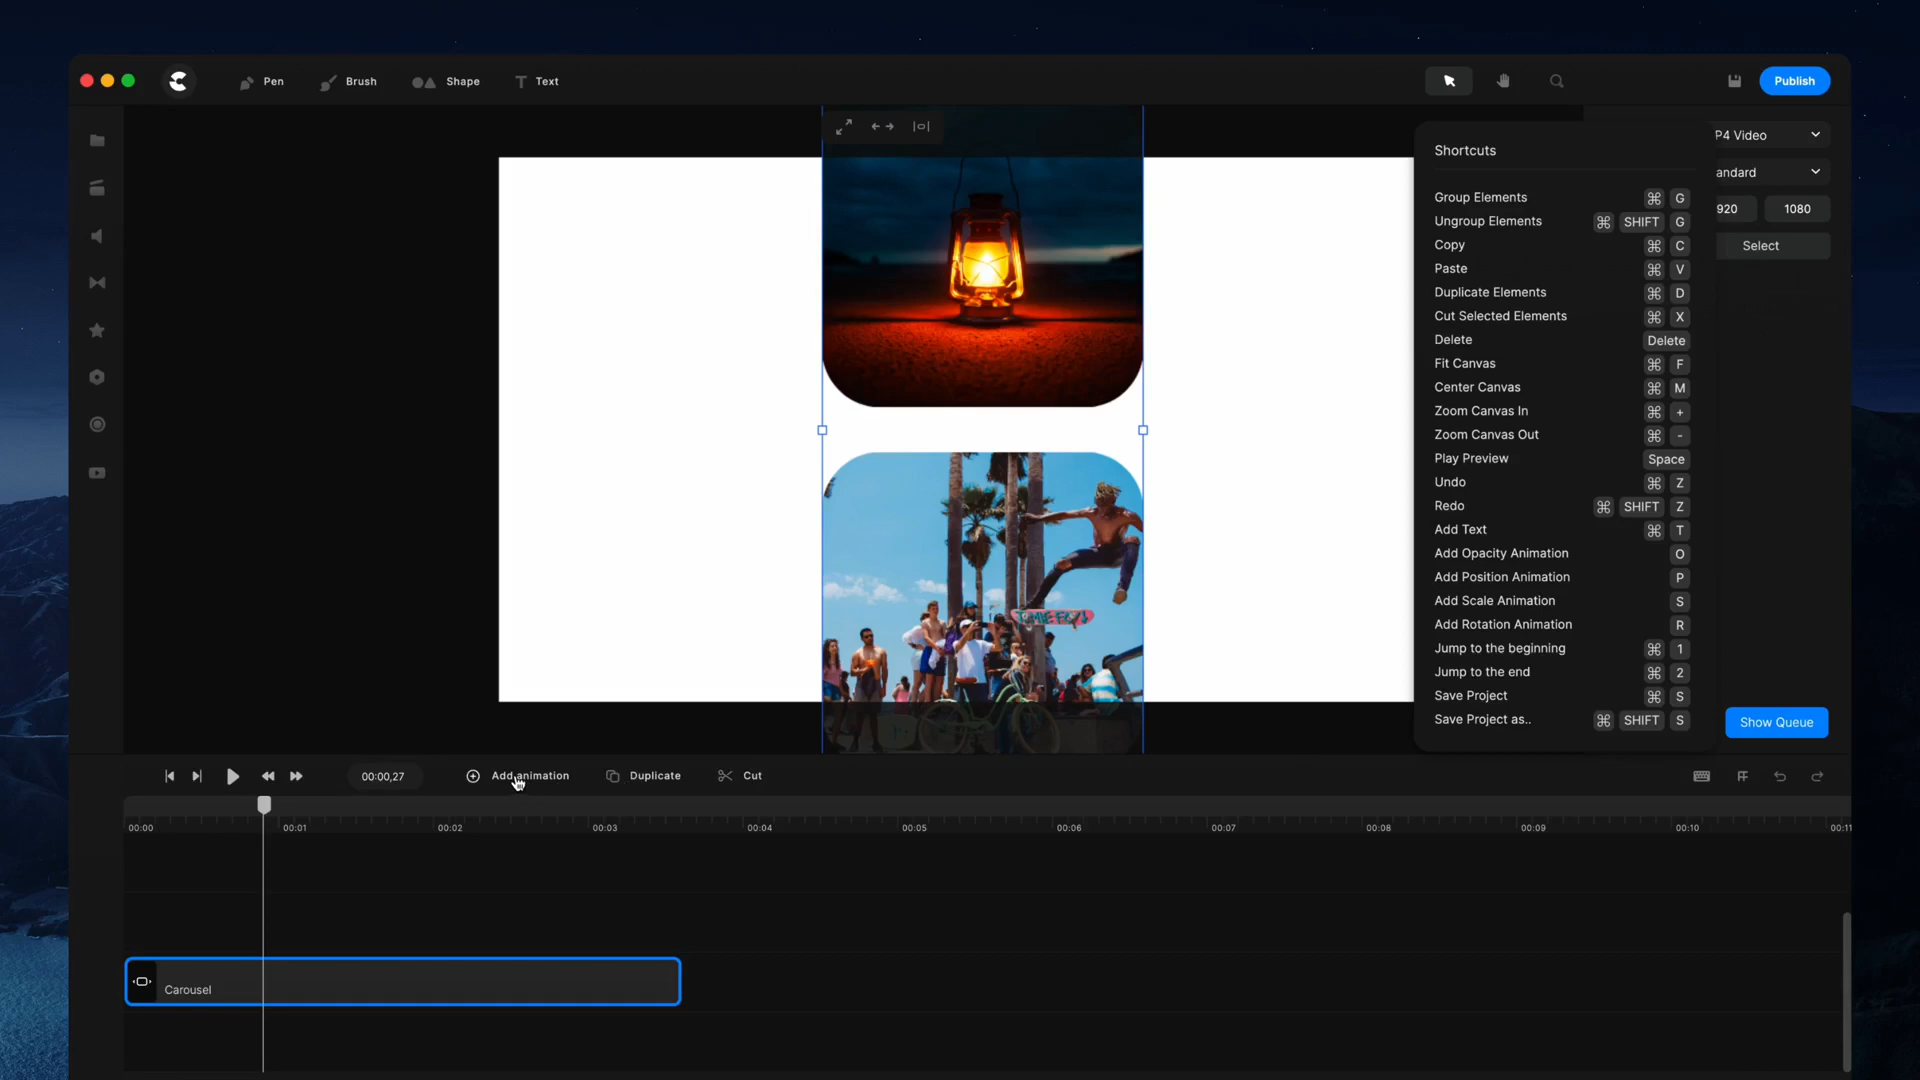 Pen
Brush
Shape
T Text
Publish
Shortcuts
P4 Video
andard
920
1080
Select
Group Elements ⌘ G
Ungroup Elements ⌘ SHIFT G
Copy ⌘ C
Paste ⌘ V
Duplicate Elements ⌘ D
Cut Selected Elements ⌘ X
Delete Delete
Fit Canvas ⌘ F
Center Canvas ⌘ M
Zoom Canvas In ⌘ +
Zoom Canvas Out ⌘ -
Play Preview Space
Undo ⌘ Z
Redo ⌘ SHIFT Z
Add Text ⌘ T
Add Opacity Animation O
Add Position Animation P
Add Scale Animation S
Add Rotation Animation R
Jump to the beginning ⌘ 1
Jump to the end ⌘ 2
Save Project ⌘ S
Save Project as.. ⌘ SHIFT S
Show Queue
00:00,27
Add animation
Duplicate
Cut
00:00
00:01
00:02
00:03
00:04
00:05
00:06
00:07
00:08
00:09
00:10
00:11
Carousel